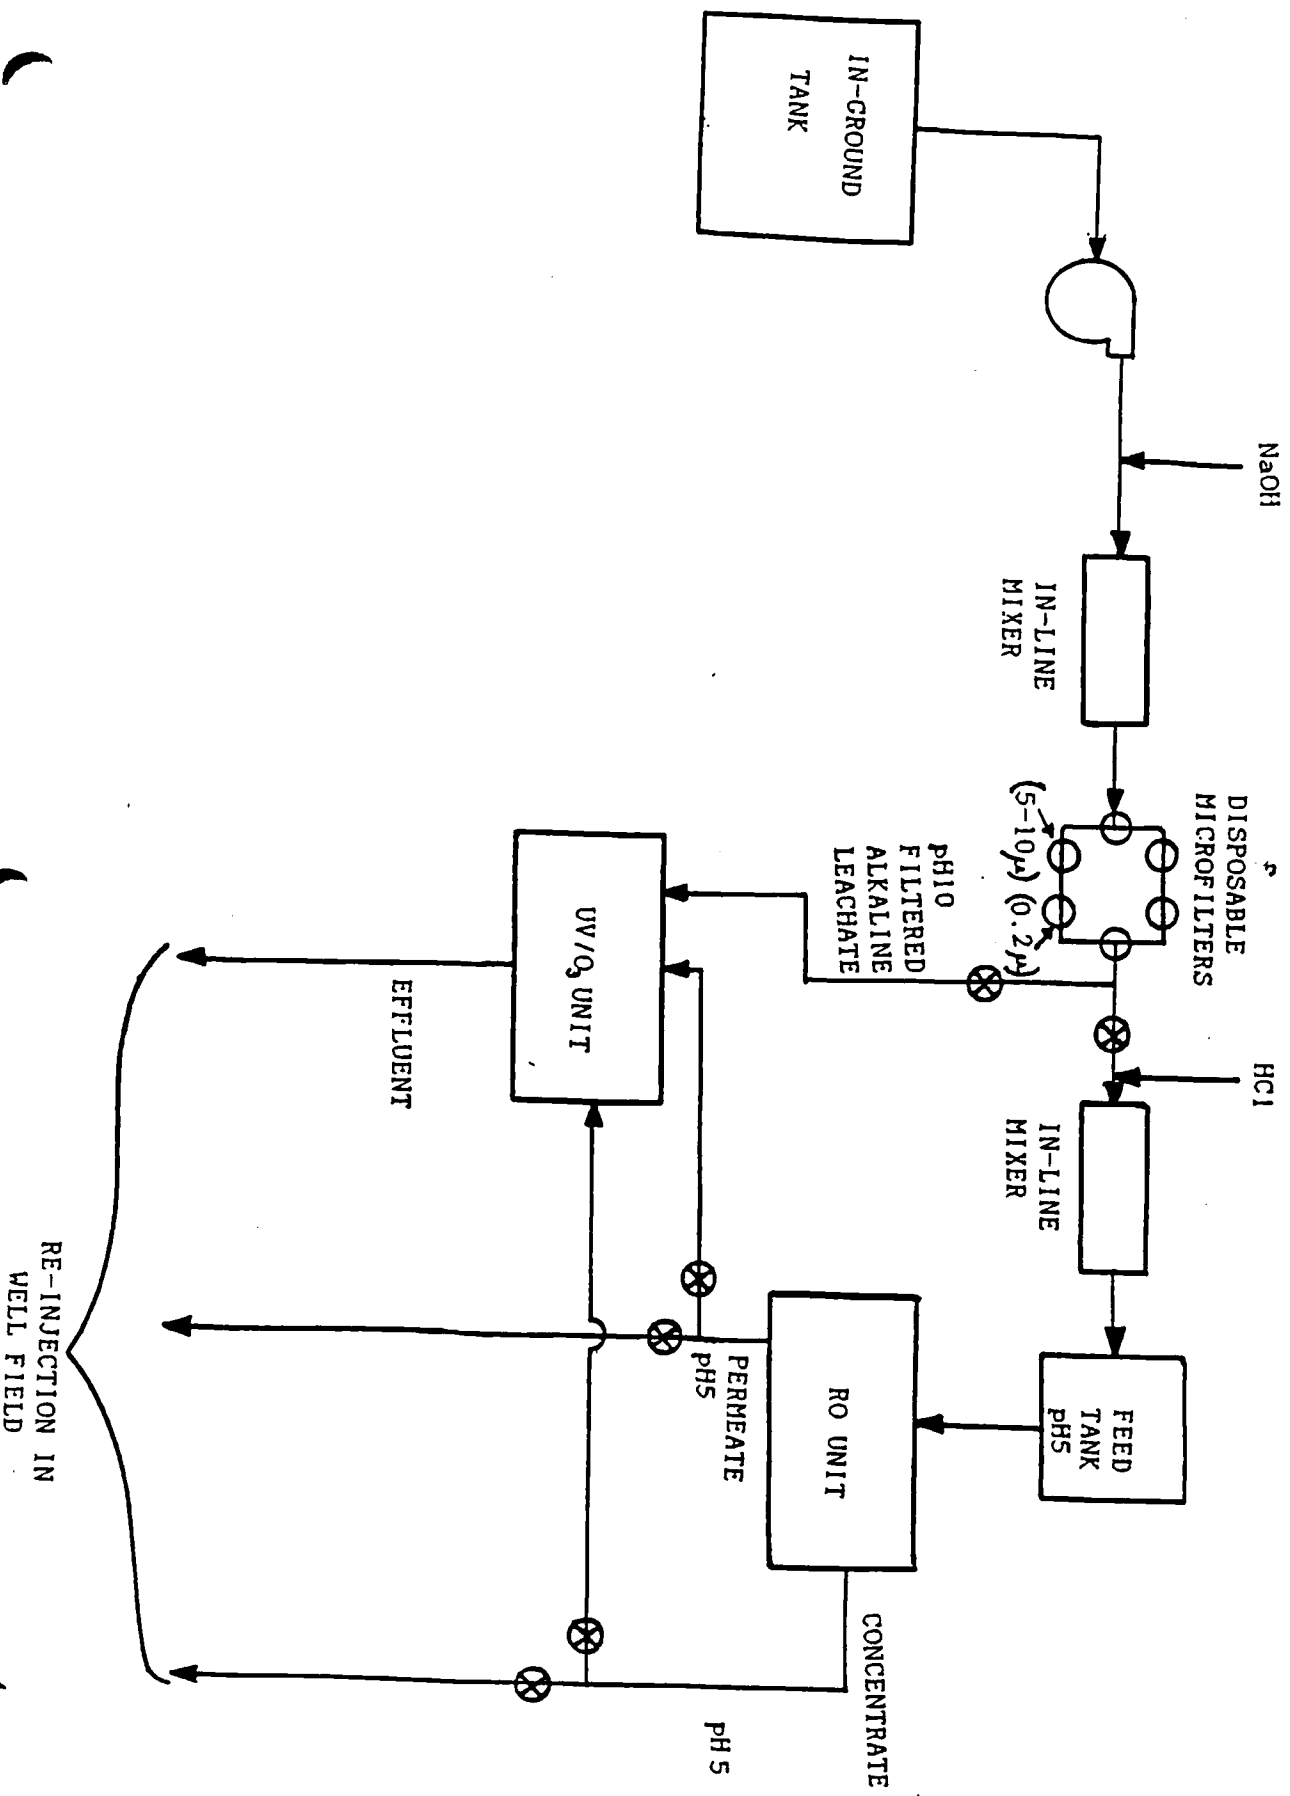 IN-GROUND
TANK
NaOH
IN-LINE
MIXER
DISPOSABLE
MICROFILTERS
(5-10μ) (0.2μ)
pH10
FILTERED
ALKALINE
LEACHATE
HCl
IN-LINE
MIXER
FEED
TANK
pH5
RO UNIT
PERMEATE
pH5
CONCENTRATE
pH5
UV/O3 UNIT
EFFLUENT
RE-INJECTION IN
WELL FIELD